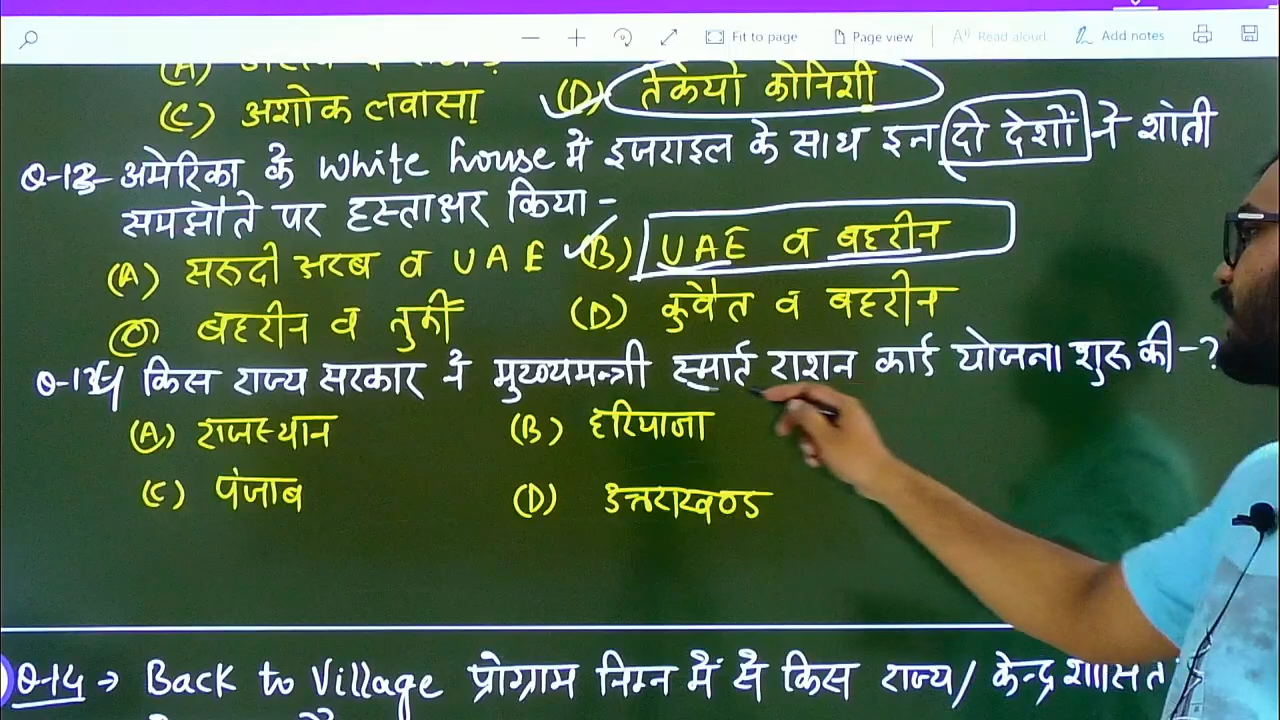 Fit to page Page view Read aloud Add notes
(A)
(C) अशोक लवासा (D) तेकेयो कोनिशी
Q-13- अमेरिका के white house में इजराइल के साथ इन दो देशों ने शांती
समझौते पर हस्ताक्षर किया-
(A) सऊदी अरब व UAE (B) UAE व बहरीन
(C) बहरीन व तुर्की (D) कुवैत व बहरीन
Q-14 किस राज्य सरकार ने मुख्यमन्त्री स्मार्ट राशन कार्ड योजना शुरु की-?
(A) राजस्थान (B) हरियाणा
(C) पंजाब (D) उत्तराखण्ड
Q-14 → Back to Village प्रोग्राम निम्न में से किस राज्य/ केन्द्र शासित